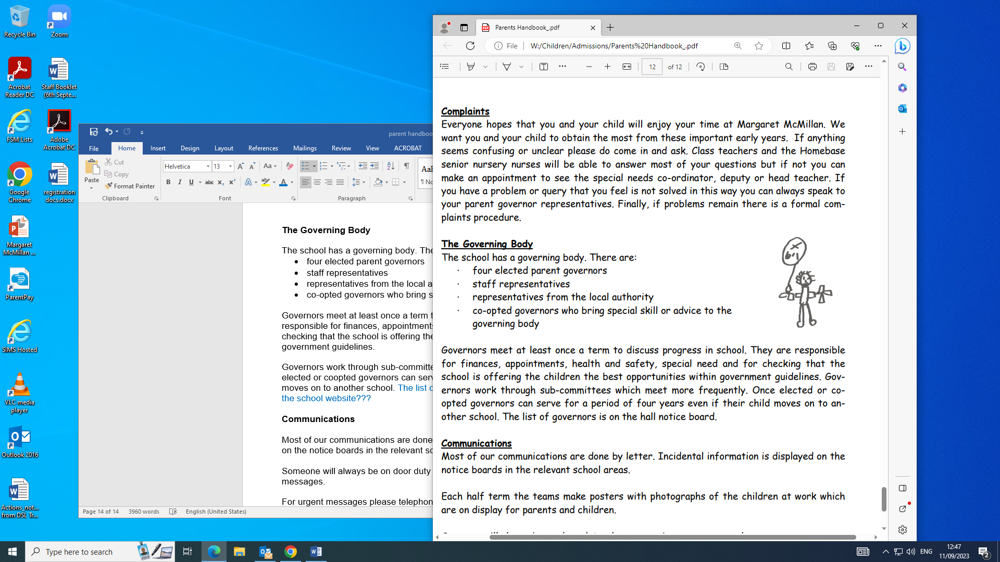 Recycle Bin
Zoom
Acrobat
Reader DC
Staff Booklet
(6th Septe...
FSM Lists
Adobe
Acrobat DC
Google
Chrome
registration
docs.docx
Margaret
McMillan ...
ParentPay
SIMS Hosted
VLC media
player
Outlook 2016
Actions_not...
from DSL Tr...
parent handboo
File
Home
Insert
Design
Layout
References
Mailings
Review
View
ACROBAT
Paste
Cut
Copy
Format Painter
Clipboard
Helvetica
13
Font
Paragraph
¶ No
The Governing Body
The school has a governing body. The
• four elected parent governors
• staff representatives
• representatives from the local a
• co-opted governors who bring s
Governors meet at least once a term t
responsible for finances, appointments
checking that the school is offering the
government guidelines.
Governors work through sub-committe
elected or coopted governors can serv
moves on to another school. The list o
the school website???
Communications
Most of our communications are done
on the notice boards in the relevant sc
Someone will always be on door duty
messages.
For urgent messages please telephon
Page 14 of 14
3960 words
English (United States)
Parents Handbook_.pdf
File
W:/Children/Admissions/Parents%20Handbook_.pdf
12
of 12
Complaints
Everyone hopes that you and your child will enjoy your time at Margaret McMillan. We
want you and your child to obtain the most from these important early years. If anything
seems confusing or unclear please do come in and ask. Class teachers and the Homebase
senior nursery nurses will be able to answer most of your questions but if not you can
make an appointment to see the special needs co-ordinator, deputy or head teacher. If
you have a problem or query that you feel is not solved in this way you can always speak to
your parent governor representatives. Finally, if problems remain there is a formal com-
plaints procedure.
The Governing Body
The school has a governing body. There are:
· four elected parent governors
· staff representatives
· representatives from the local authority
· co-opted governors who bring special skill or advice to the
governing body
Governors meet at least once a term to discuss progress in school. They are responsible
for finances, appointments, health and safety, special need and for checking that the
school is offering the children the best opportunities within government guidelines. Gov-
ernors work through sub-committees which meet more frequently. Once elected or co-
opted governors can serve for a period of four years even if their child moves on to an-
other school. The list of governors is on the hall notice board.
Communications
Most of our communications are done by letter. Incidental information is displayed on the
notice boards in the relevant school areas.
Each half term the teams make posters with photographs of the children at work which
are on display for parents and children.
Type here to search
ENG
12:47
11/09/2023
2